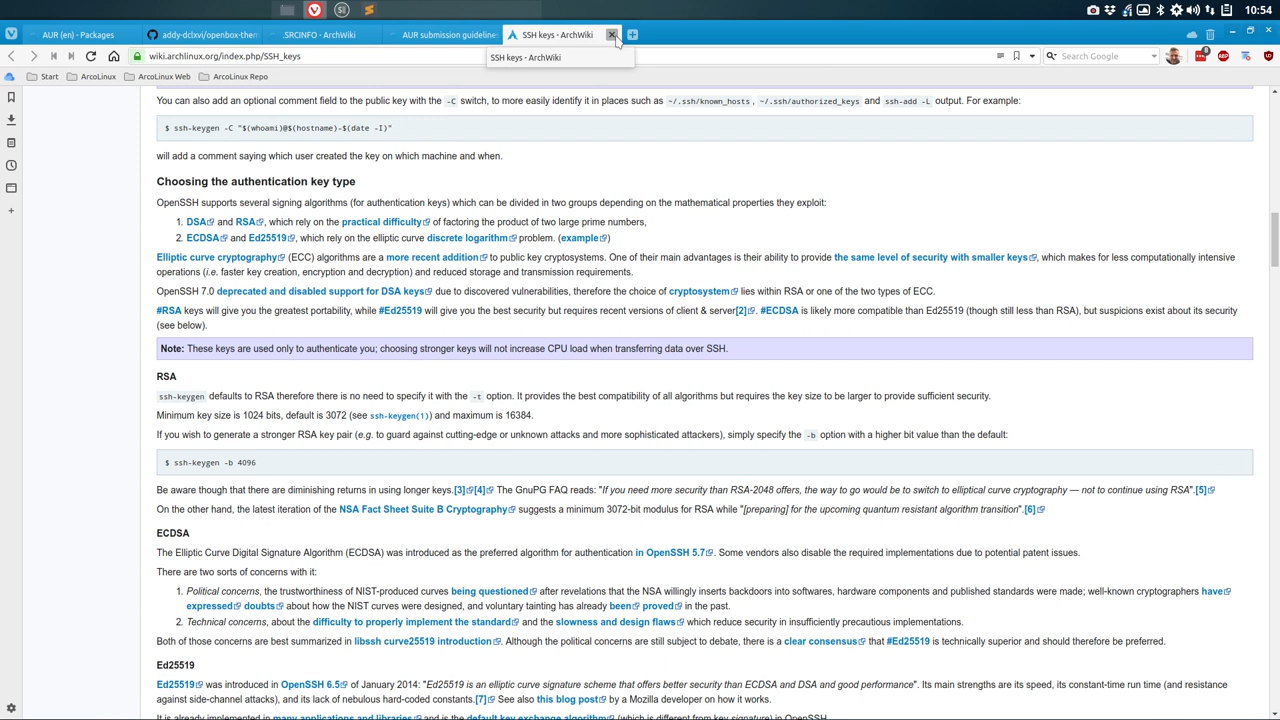 10:54
AUR (en) - Packages
addy-dclxvi/openbox-then
.SRCINFO - ArchWiki
AUR submission guideline
SSH keys - ArchWiki
wiki.archlinux.org/index.php/SSH_keys
SSH keys - ArchWiki
Search Google
Start
ArcoLinux
ArcoLinux Web
ArcoLinux Repo
You can also add an optional comment field to the public key with the -C switch, to more easily identify it in places such as ~/.ssh/known_hosts, ~/.ssh/authorized_keys and ssh-add -L output. For example:
$ ssh-keygen -C "$(whoami)@$(hostname)-$(date -I)"
will add a comment saying which user created the key on which machine and when.
Choosing the authentication key type
OpenSSH supports several signing algorithms (for authentication keys) which can be divided in two groups depending on the mathematical properties they exploit:
1. DSA and RSA, which rely on the practical difficulty of factoring the product of two large prime numbers,
2. ECDSA and Ed25519, which rely on the elliptic curve discrete logarithm problem. (example)
Elliptic curve cryptography (ECC) algorithms are a more recent addition to public key cryptosystems. One of their main advantages is their ability to provide the same level of security with smaller keys, which makes for less computationally intensive
operations (i.e. faster key creation, encryption and decryption) and reduced storage and transmission requirements.
OpenSSH 7.0 deprecated and disabled support for DSA keys due to discovered vulnerabilities, therefore the choice of cryptosystem lies within RSA or one of the two types of ECC.
#RSA keys will give you the greatest portability, while #Ed25519 will give you the best security but requires recent versions of client & server[2]. #ECDSA is likely more compatible than Ed25519 (though still less than RSA), but suspicions exist about its security
(see below).
Note: These keys are used only to authenticate you; choosing stronger keys will not increase CPU load when transferring data over SSH.
RSA
ssh-keygen defaults to RSA therefore there is no need to specify it with the -t option. It provides the best compatibility of all algorithms but requires the key size to be larger to provide sufficient security.
Minimum key size is 1024 bits, default is 3072 (see ssh-keygen(1)) and maximum is 16384.
If you wish to generate a stronger RSA key pair (e.g. to guard against cutting-edge or unknown attacks and more sophisticated attackers), simply specify the -b option with a higher bit value than the default:
$ ssh-keygen -b 4096
Be aware though that there are diminishing returns in using longer keys.[3][4] The GnuPG FAQ reads: "If you need more security than RSA-2048 offers, the way to go would be to switch to elliptical curve cryptography — not to continue using RSA".[5]
On the other hand, the latest iteration of the NSA Fact Sheet Suite B Cryptography suggests a minimum 3072-bit modulus for RSA while "[preparing] for the upcoming quantum resistant algorithm transition".[6]
ECDSA
The Elliptic Curve Digital Signature Algorithm (ECDSA) was introduced as the preferred algorithm for authentication in OpenSSH 5.7. Some vendors also disable the required implementations due to potential patent issues.
There are two sorts of concerns with it:
1. Political concerns, the trustworthiness of NIST-produced curves being questioned after revelations that the NSA willingly inserts backdoors into softwares, hardware components and published standards were made; well-known cryptographers have
expressed doubts about how the NIST curves were designed, and voluntary tainting has already been proved in the past.
2. Technical concerns, about the difficulty to properly implement the standard and the slowness and design flaws which reduce security in insufficiently precautious implementations.
Both of those concerns are best summarized in libssh curve25519 introduction. Although the political concerns are still subject to debate, there is a clear consensus that #Ed25519 is technically superior and should therefore be preferred.
Ed25519
Ed25519 was introduced in OpenSSH 6.5 of January 2014: "Ed25519 is an elliptic curve signature scheme that offers better security than ECDSA and DSA and good performance". Its main strengths are its speed, its constant-time run time (and resistance
against side-channel attacks), and its lack of nebulous hard-coded constants.[7] See also this blog post by a Mozilla developer on how it works.
It is already implemented in many applications and libraries and is the default key exchange algorithm (which is different from key signature) in OpenSSH.